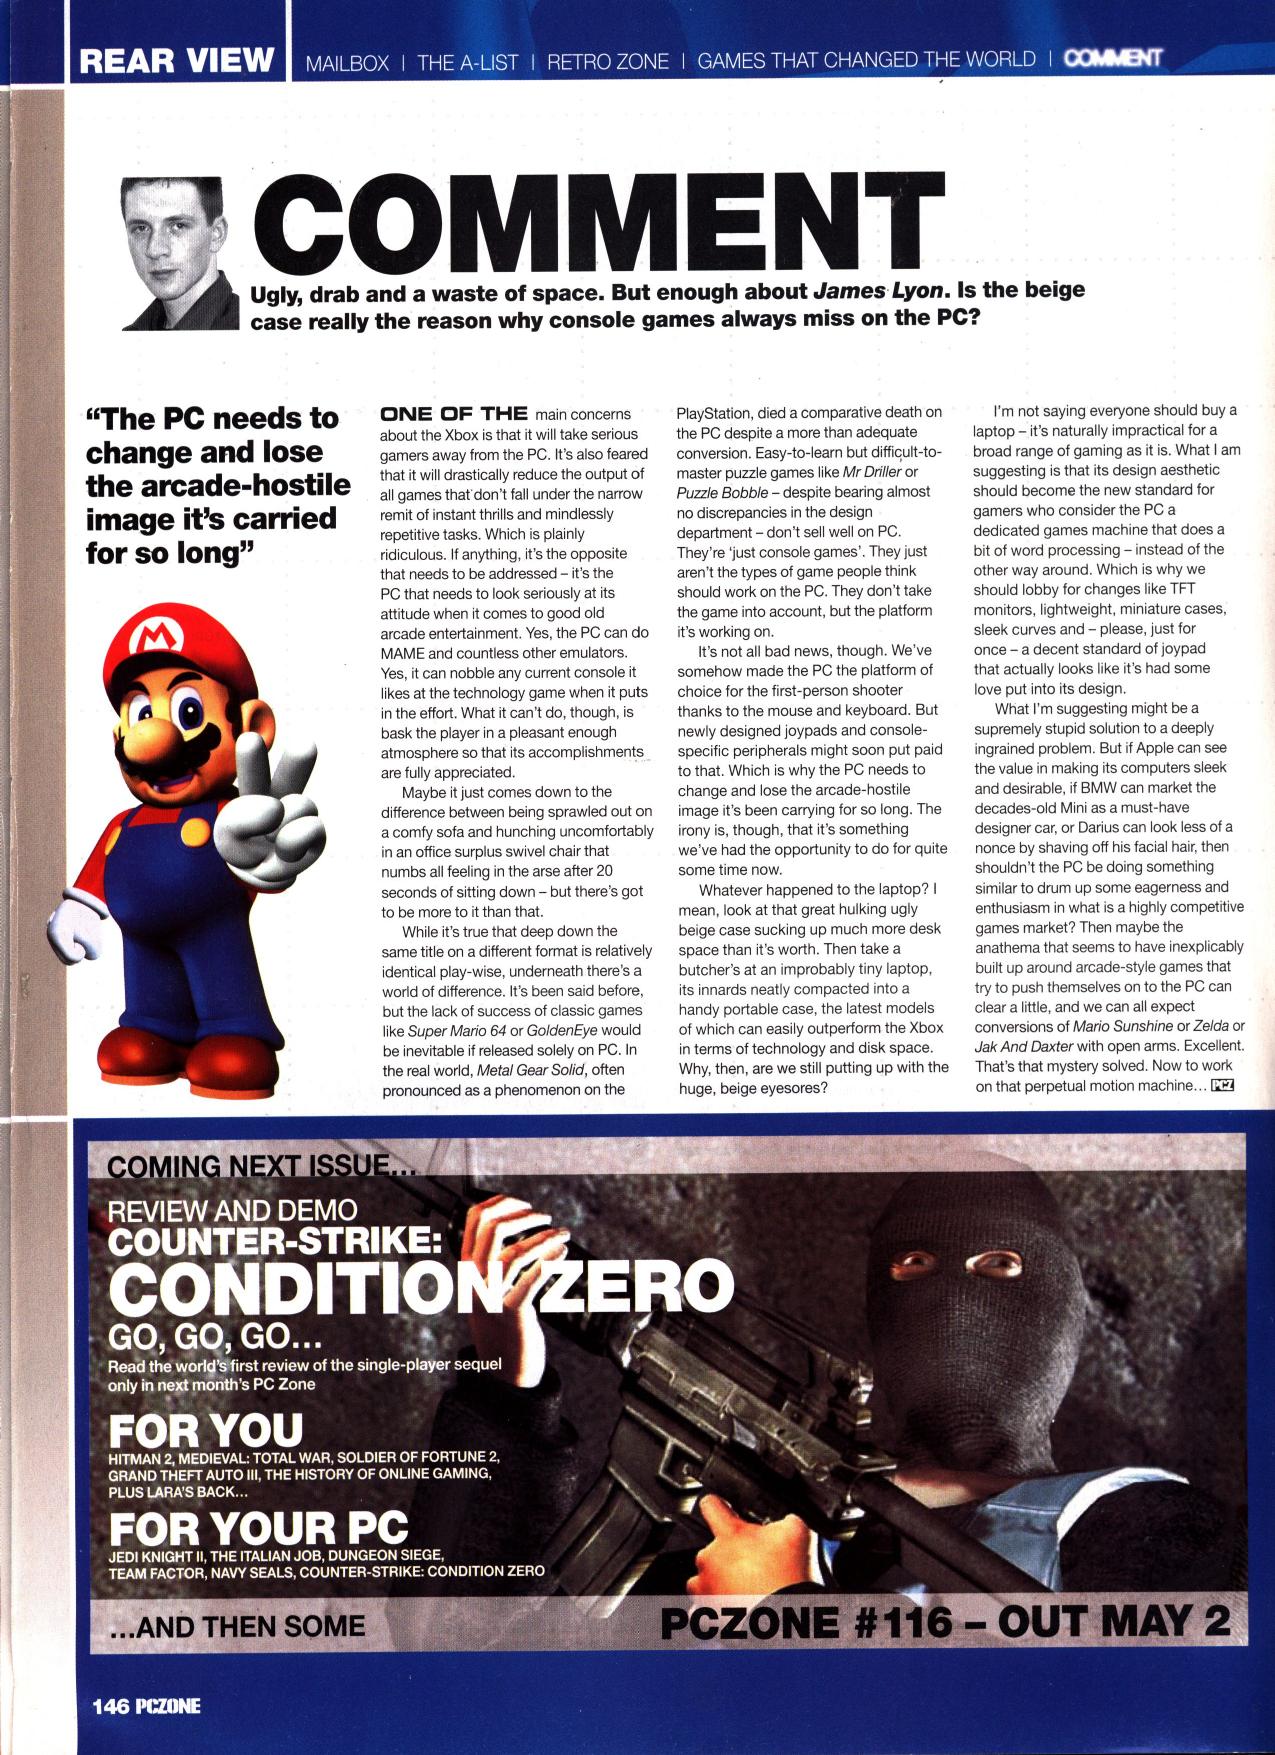 REAR VIEW
MAILBOX | THE A-LIST | RETRO ZONE | GAMES THAT CHANGED THE WORLD | COMMENT
COMMENT
Ugly, drab and a waste of space. But enough about James Lyon. Is the beige
case really the reason why console games always miss on the PC?
“The PC needs to
change and lose
the arcade-hostile
image it’s carried
for so long”
M
ONE OF THE main concerns
about the Xbox is that it will take serious
gamers away from the PC. It’s also feared
that it will drastically reduce the output of
all games that don’t fall under the narrow
remit of instant thrills and mindlessly
repetitive tasks. Which is plainly
ridiculous. If anything, it’s the opposite
that needs to be addressed – it’s the
PC that needs to look seriously at its
attitude when it comes to good old
arcade entertainment. Yes, the PC can do
MAME and countless other emulators.
Yes, it can nobble any current console it
likes at the technology game when it puts
in the effort. What it can’t do, though, is
bask the player in a pleasant enough
atmosphere so that its accomplishments
are fully appreciated.
Maybe it just comes down to the
difference between being sprawled out on
a comfy sofa and hunching uncomfortably
in an office surplus swivel chair that
numbs all feeling in the arse after 20
seconds of sitting down – but there’s got
to be more to it than that.
While it’s true that deep down the
same title on a different format is relatively
identical play-wise, underneath there’s a
world of difference. It’s been said before,
but the lack of success of classic games
like Super Mario 64 or GoldenEye would
be inevitable if released solely on PC. In
the real world, Metal Gear Solid, often
pronounced as a phenomenon on the
PlayStation, died a comparative death on
the PC despite a more than adequate
conversion. Easy-to-learn but difficult-to-
master puzzle games like Mr Driller or
Puzzle Bobble – despite bearing almost
no discrepancies in the design
department – don’t sell well on PC.
They’re ‘just console games’. They just
aren’t the types of game people think
should work on the PC. They don’t take
the game into account, but the platform
it’s working on.
It’s not all bad news, though. We’ve
somehow made the PC the platform of
choice for the first-person shooter
thanks to the mouse and keyboard. But
newly designed joypads and console-
specific peripherals might soon put paid
to that. Which is why the PC needs to
change and lose the arcade-hostile
image it’s been carrying for so long. The
irony is, though, that it’s something
we’ve had the opportunity to do for quite
some time now.
Whatever happened to the laptop? I
mean, look at that great hulking ugly
beige case sucking up much more desk
space than it’s worth. Then take a
butcher’s at an improbably tiny laptop,
its innards neatly compacted into a
handy portable case, the latest models
of which can easily outperform the Xbox
in terms of technology and disk space.
Why, then, are we still putting up with the
huge, beige eyesores?
I’m not saying everyone should buy a
laptop – it’s naturally impractical for a
broad range of gaming as it is. What I am
suggesting is that its design aesthetic
should become the new standard for
gamers who consider the PC a
dedicated games machine that does a
bit of word processing – instead of the
other way around. Which is why we
should lobby for changes like TFT
monitors, lightweight, miniature cases,
sleek curves and – please, just for
once – a decent standard of joypad
that actually looks like it’s had some
love put into its design.
What I’m suggesting might be a
supremely stupid solution to a deeply
ingrained problem. But if Apple can see
the value in making its computers sleek
and desirable, if BMW can market the
decades-old Mini as a must-have
designer car, or Darius can look less of a
nonce by shaving off his facial hair, then
shouldn’t the PC be doing something
similar to drum up some eagerness and
enthusiasm in what is a highly competitive
games market? Then maybe the
anathema that seems to have inexplicably
built up around arcade-style games that
try to push themselves on to the PC can
clear a little, and we can all expect
conversions of Mario Sunshine or Zelda or
Jak And Daxter with open arms. Excellent.
That’s that mystery solved. Now to work
on that perpetual motion machine... PCZ
COMING NEXT ISSUE...
REVIEW AND DEMO
COUNTER-STRIKE:
CONDITION ZERO
GO, GO, GO...
Read the world’s first review of the single-player sequel
only in next month’s PC Zone
FOR YOU
HITMAN 2, MEDIEVAL: TOTAL WAR, SOLDIER OF FORTUNE 2,
GRAND THEFT AUTO III, THE HISTORY OF ONLINE GAMING,
PLUS LARA’S BACK...
FOR YOUR PC
JEDI KNIGHT II, THE ITALIAN JOB, DUNGEON SIEGE,
TEAM FACTOR, NAVY SEALS, COUNTER-STRIKE: CONDITION ZERO
...AND THEN SOME
PCZONE #116 – OUT MAY 2
146 PCZONE